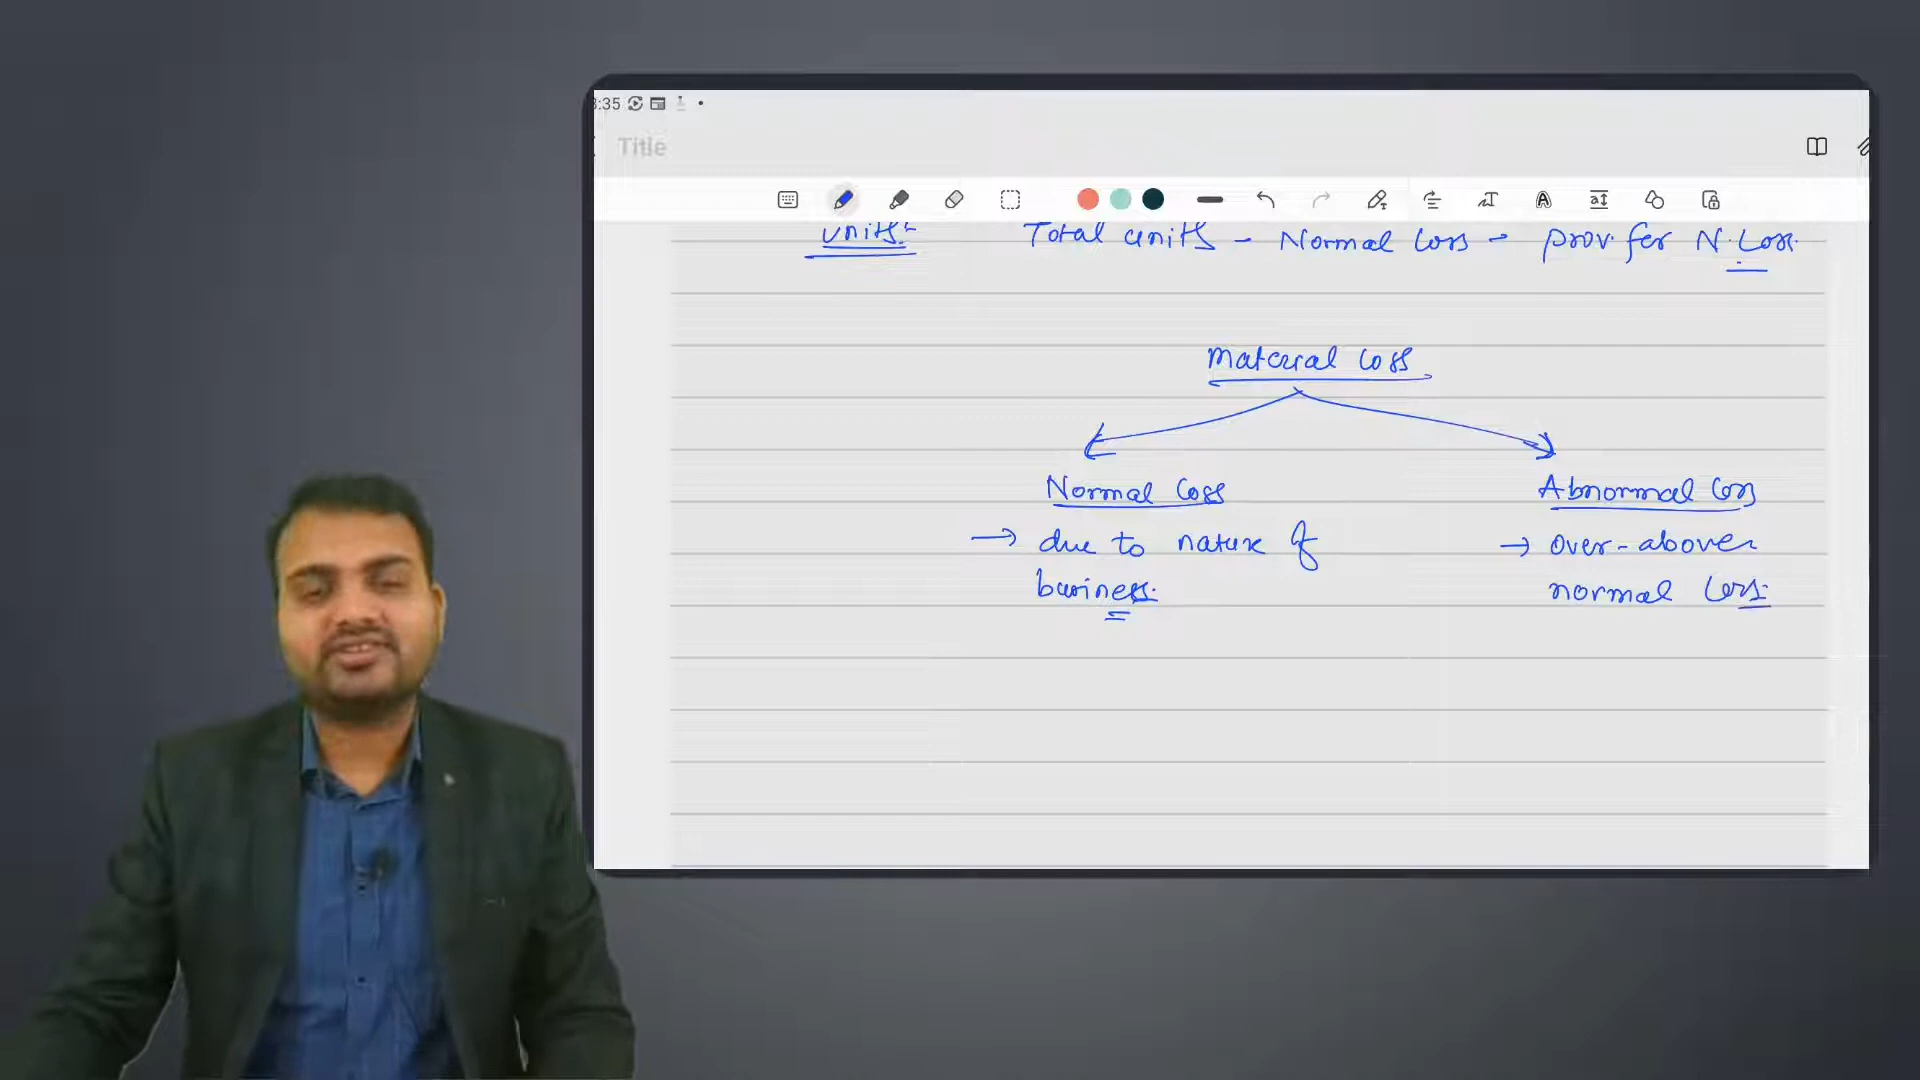 3:35
Title
units:- Total units - Normal loss - prov. for N. Loss.
Material loss
Normal loss
Abnormal loss
→ due to nature of
business.
→ over-above
normal loss.